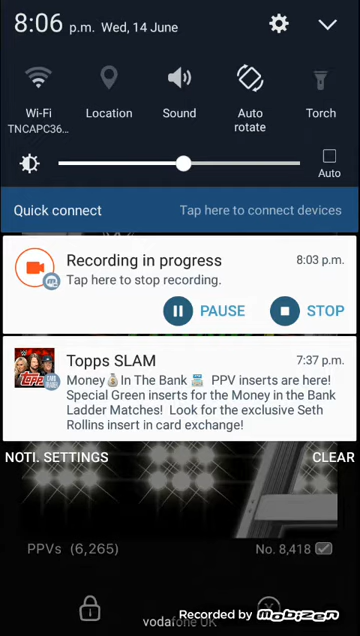 8:06 p.m. Wed, 14 June
Wi-Fi
TNCAPC36...
Location
Sound
Auto
rotate
Torch
Auto
Quick connect
Tap here to connect devices
Recording in progress
8:03 p.m.
Tap here to stop recording.
PAUSE
STOP
Topps SLAM
7:37 p.m.
Money💰In The Bank 🏧 PPV inserts are here!
Special Green inserts for the Money in the Bank
Ladder Matches! Look for the exclusive Seth
Rollins insert in card exchange!
NOTI. SETTINGS
CLEAR
PPVs (6,265)
No. 8,418
vodafone UK
Recorded by mobizen